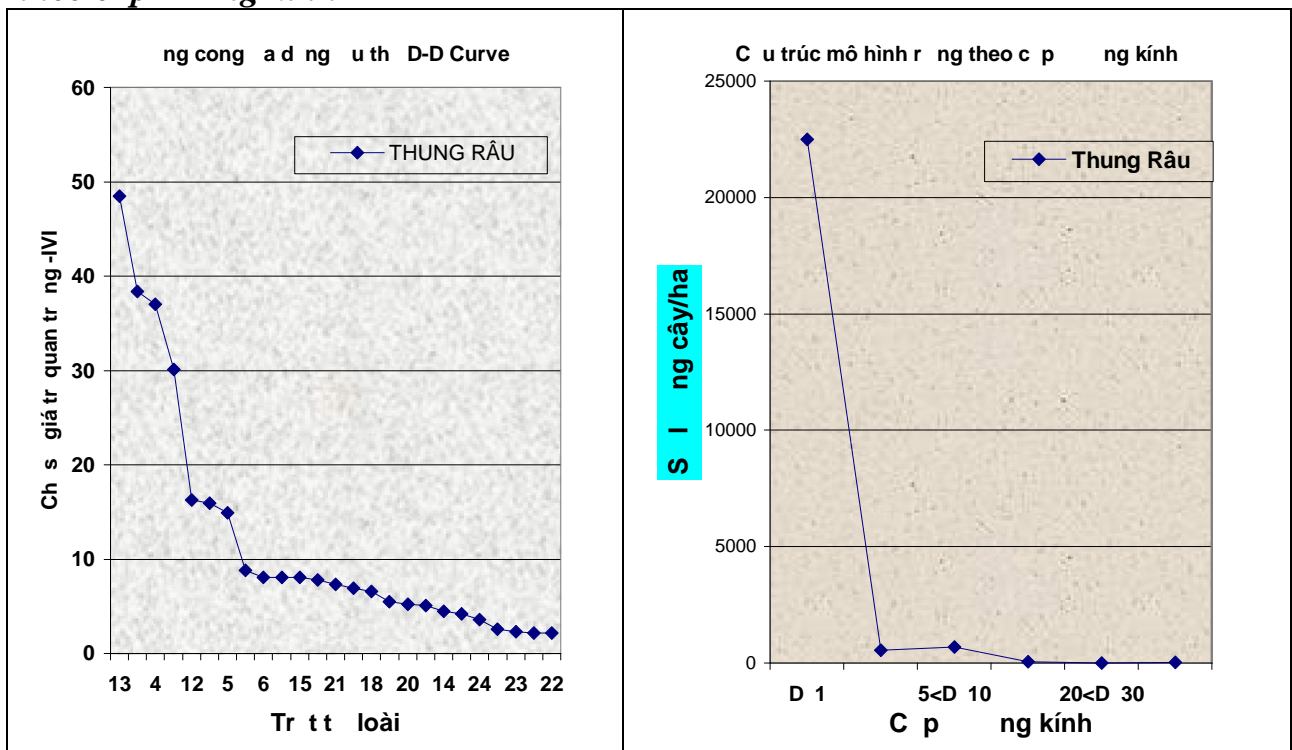 ng cong a d ng u th D-D Curve
60
50
40
30
20
10
0
THUNG RÂU
Ch s giá tr quan tr ng -IVI
13 4 12 5 6 15 21 18 20 14 24 23 22
Tr t t loài
C u trúc mô hình r ng theo c p ng kính
25000
20000
15000
10000
5000
0
Thung Râu
S l ng cây/ha
D 1 5<D 10 20<D 30
C p ng kính